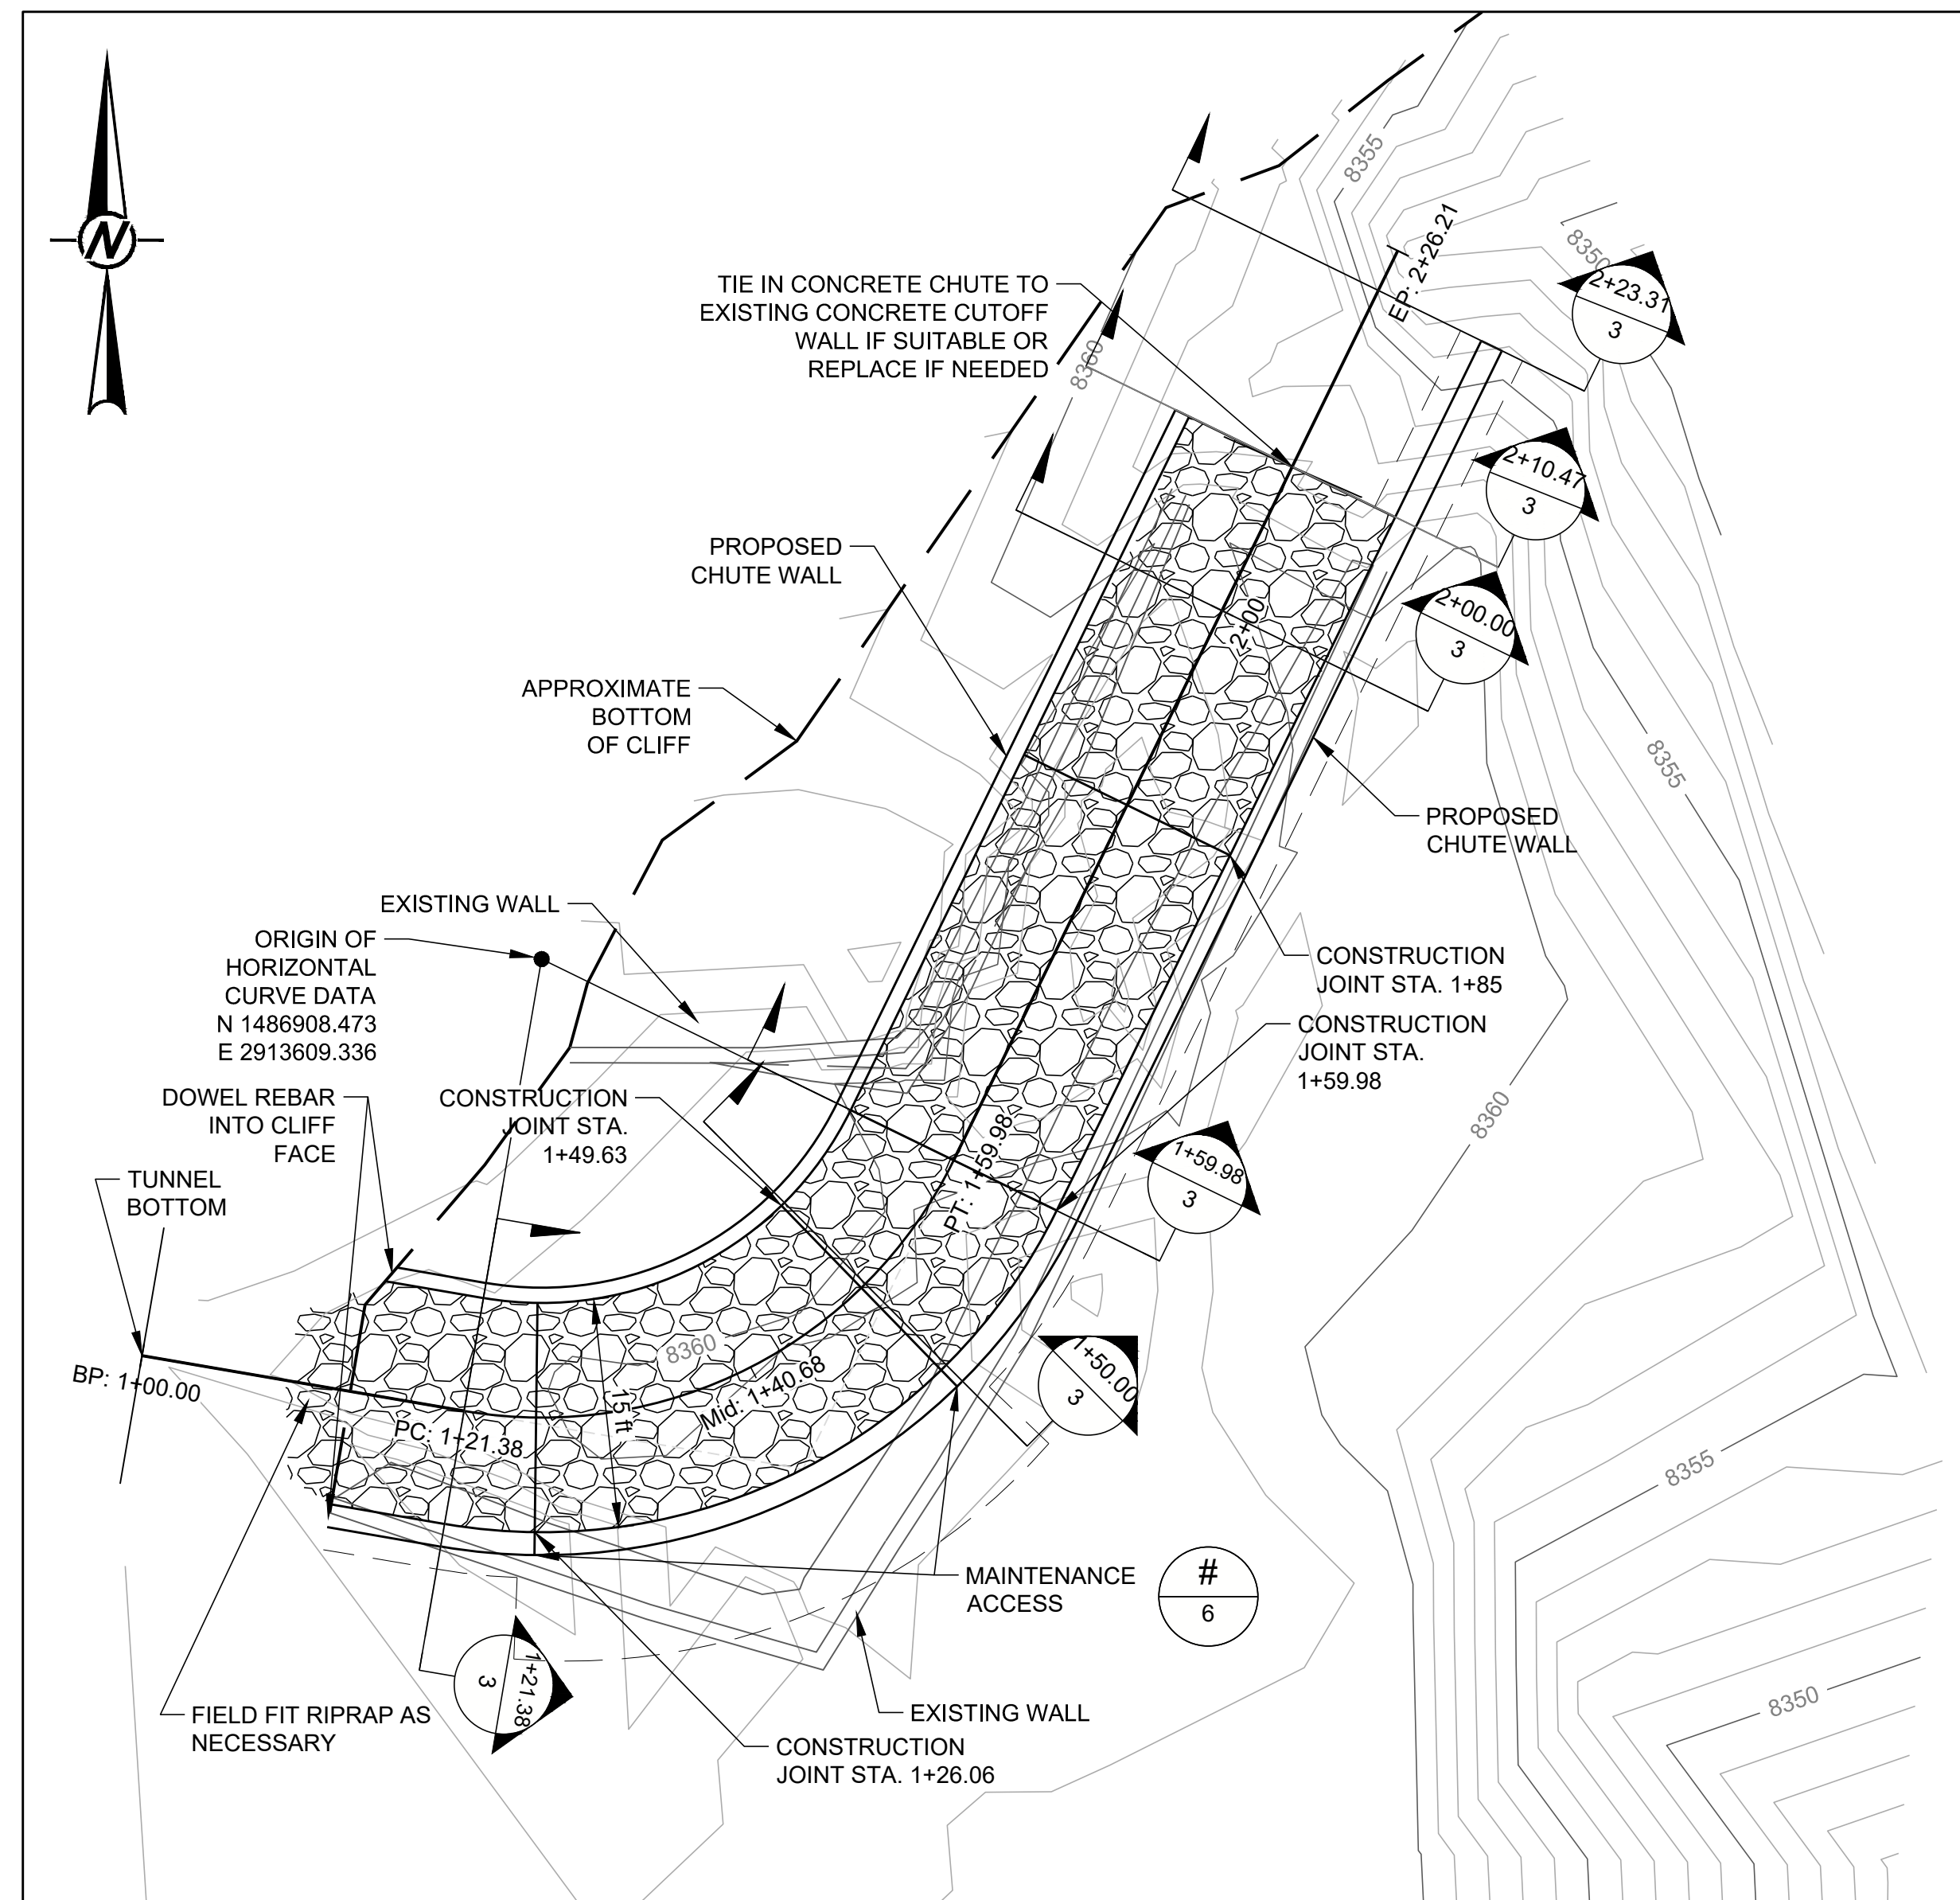 N
8355
EP: 2+26.21
8350
2+23.31
3
TIE IN CONCRETE CHUTE TO
EXISTING CONCRETE CUTOFF
WALL IF SUITABLE OR
REPLACE IF NEEDED
8360
2+10.47
3
PROPOSED
CHUTE WALL
2+00
2+00.00
3
APPROXIMATE
BOTTOM
OF CLIFF
8355
PROPOSED
CHUTE WALL
EXISTING WALL
ORIGIN OF
HORIZONTAL
CURVE DATA
N 1486908.473
E 2913609.336
CONSTRUCTION
JOINT STA. 1+85
CONSTRUCTION
JOINT STA.
1+59.98
DOWEL REBAR
INTO CLIFF
FACE
CONSTRUCTION
JOINT STA.
1+49.63
8360
PT: 1+59.98
1+59.98
3
TUNNEL
BOTTOM
BP: 1+00.00
8360
Mid: 1+40.68
15 ft
PC: 1+21.38
1+50.00
3
8355
MAINTENANCE
ACCESS
#
6
1+21.38
3
FIELD FIT RIPRAP AS
NECESSARY
EXISTING WALL
8350
CONSTRUCTION
JOINT STA. 1+26.06